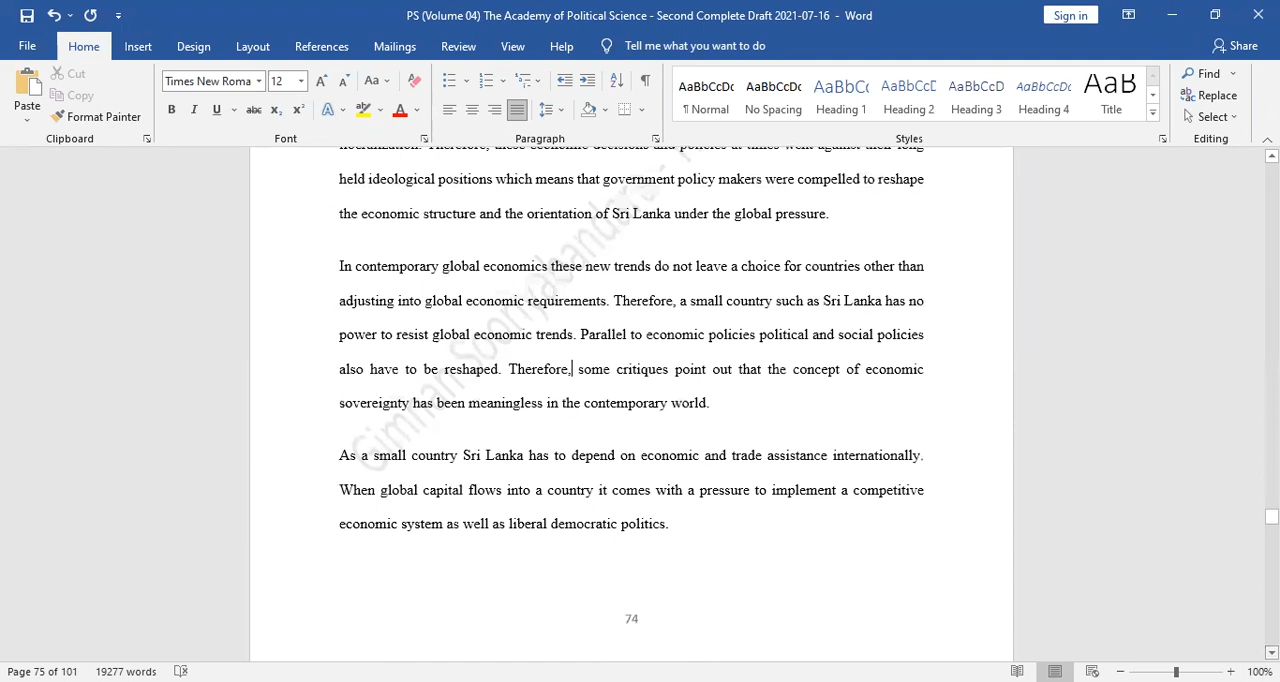 PS (Volume 04) The Academy of Political Science - Second Complete Draft 2021-07-16 - Word
Sign in
File Home Insert Design Layout References Mailings Review View Help Tell me what you want to do Share
Paste
Cut
Copy
Format Painter
Clipboard
Times New Roma 12
Aa
B I U abc x₂ x² A A
Font
Paragraph
AaBbCcDc AaBbCcDc AaBbC( AaBbCcDc AaBbCcD AaBbCcDc AaB
¶ Normal No Spacing Heading 1 Heading 2 Heading 3 Heading 4 Title
Styles
Find
Replace
Select
Editing
held ideological positions which means that government policy makers were compelled to reshape
the economic structure and the orientation of Sri Lanka under the global pressure.
In contemporary global economics these new trends do not leave a choice for countries other than
adjusting into global economic requirements. Therefore, a small country such as Sri Lanka has no
power to resist global economic trends. Parallel to economic policies political and social policies
also have to be reshaped. Therefore, some critiques point out that the concept of economic
sovereignty has been meaningless in the contemporary world.
As a small country Sri Lanka has to depend on economic and trade assistance internationally.
When global capital flows into a country it comes with a pressure to implement a competitive
economic system as well as liberal democratic politics.
74
Page 75 of 101 19277 words
100%